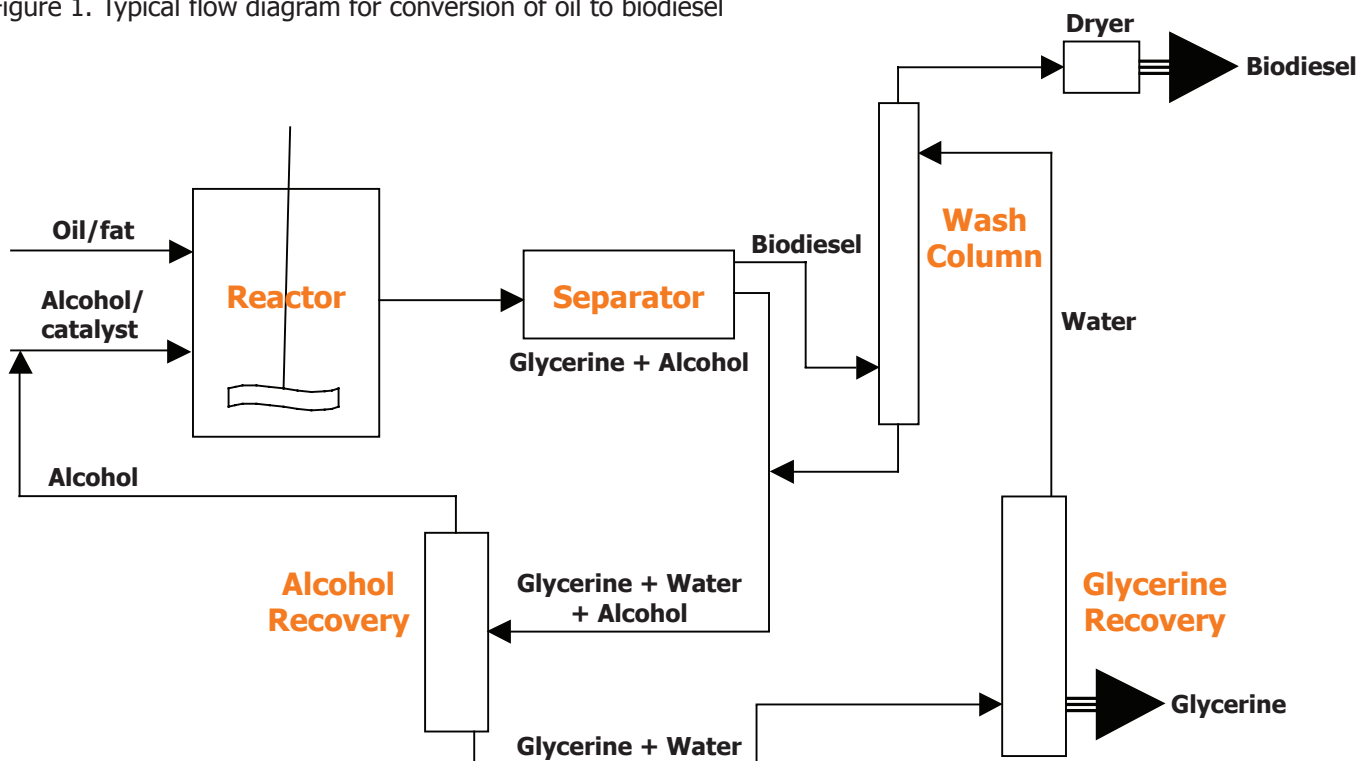 Figure 1. Typical flow diagram for conversion of oil to biodiesel
Dryer
Biodiesel
Oil/fat
Alcohol/
catalyst
Reactor
Separator
Biodiesel
Glycerine + Alcohol
Wash
Column
Water
Alcohol
Alcohol
Recovery
Glycerine + Water
+ Alcohol
Glycerine
Recovery
Glycerine
Glycerine + Water